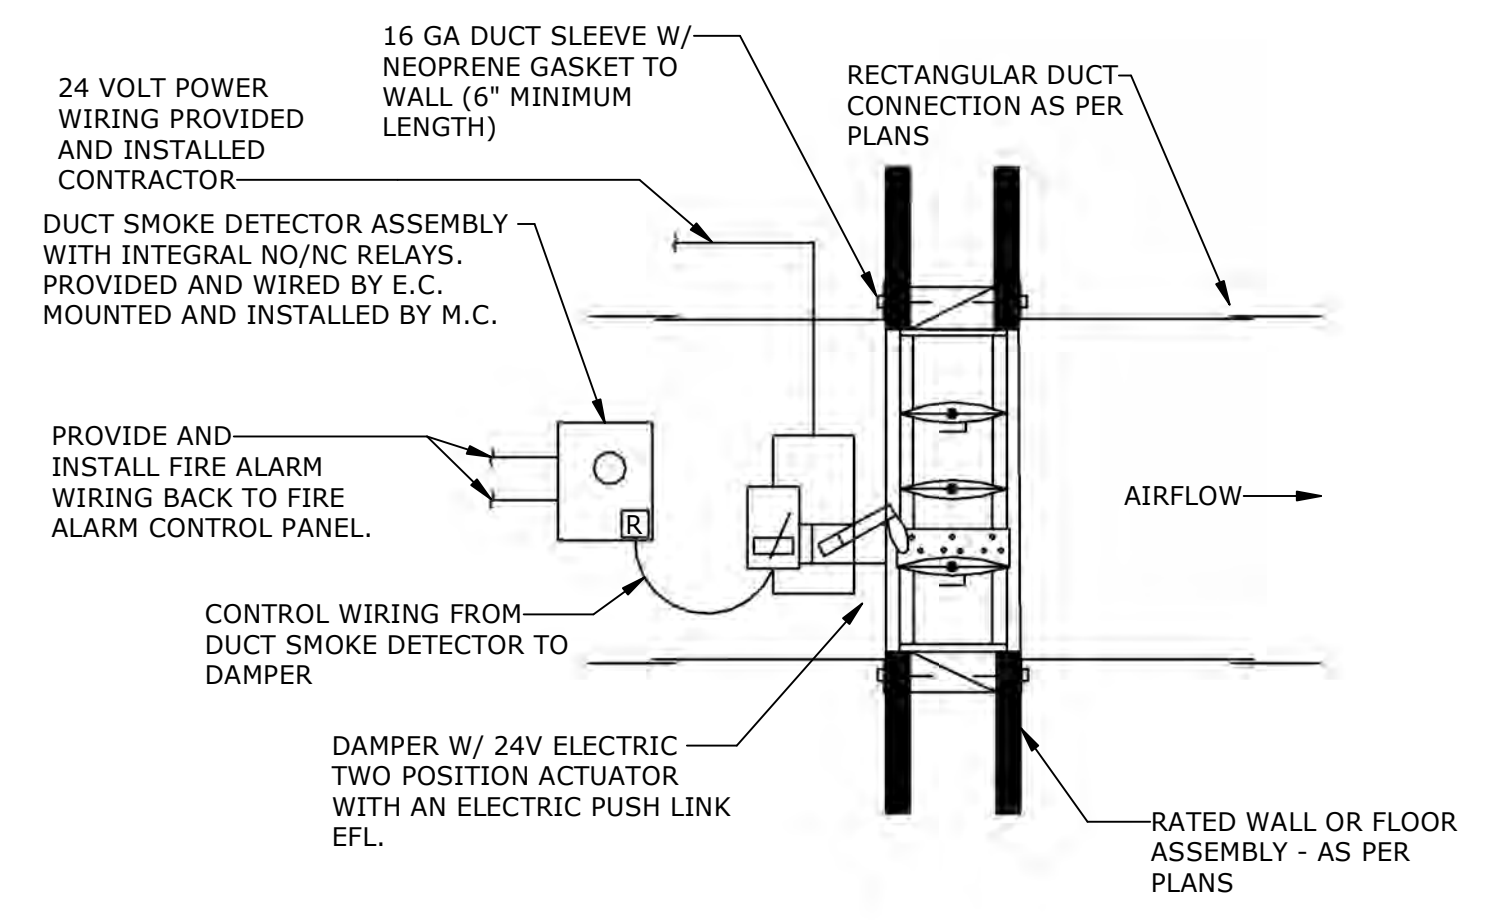 16 GA DUCT SLEEVE W/
NEOPRENE GASKET TO
WALL (6" MINIMUM
LENGTH)
RECTANGULAR DUCT
CONNECTION AS PER
PLANS
24 VOLT POWER
WIRING PROVIDED
AND INSTALLED
CONTRACTOR
DUCT SMOKE DETECTOR ASSEMBLY
WITH INTEGRAL NO/NC RELAYS.
PROVIDED AND WIRED BY E.C.
MOUNTED AND INSTALLED BY M.C.
PROVIDE AND
INSTALL FIRE ALARM
WIRING BACK TO FIRE
ALARM CONTROL PANEL.
R
AIRFLOW
CONTROL WIRING FROM
DUCT SMOKE DETECTOR TO
DAMPER
DAMPER W/ 24V ELECTRIC
TWO POSITION ACTUATOR
WITH AN ELECTRIC PUSH LINK
EFL.
RATED WALL OR FLOOR
ASSEMBLY - AS PER
PLANS